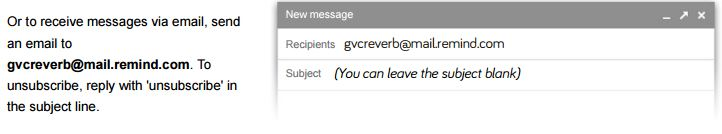 Or to receive messages via email, send
an email to
gvcreverb@mail.remind.com. To
unsubscribe, reply with 'unsubscribe' in
the subject line.
New message
Recipients gvcreverb@mail.remind.com
Subject (You can leave the subject blank)